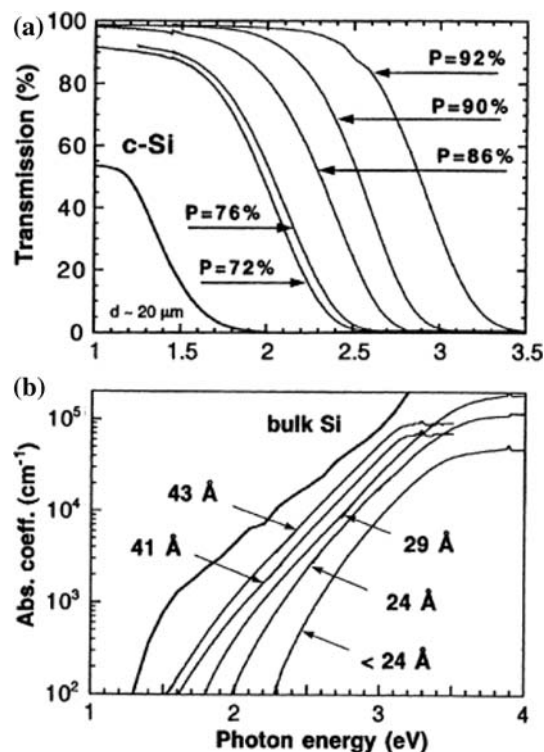 (a)
100
80
60
40
20
0
Transmission (%)
c-Si
P=92%
P=90%
P=86%
P=76%
P=72%
d ~ 20 μm
1 1.5 2 2.5 3 3.5
(b)
10⁵
10⁴
10³
10²
Abs. coeff. (cm⁻¹)
bulk Si
43 Å
41 Å
29 Å
24 Å
< 24 Å
1 2 3 4
Photon energy (eV)